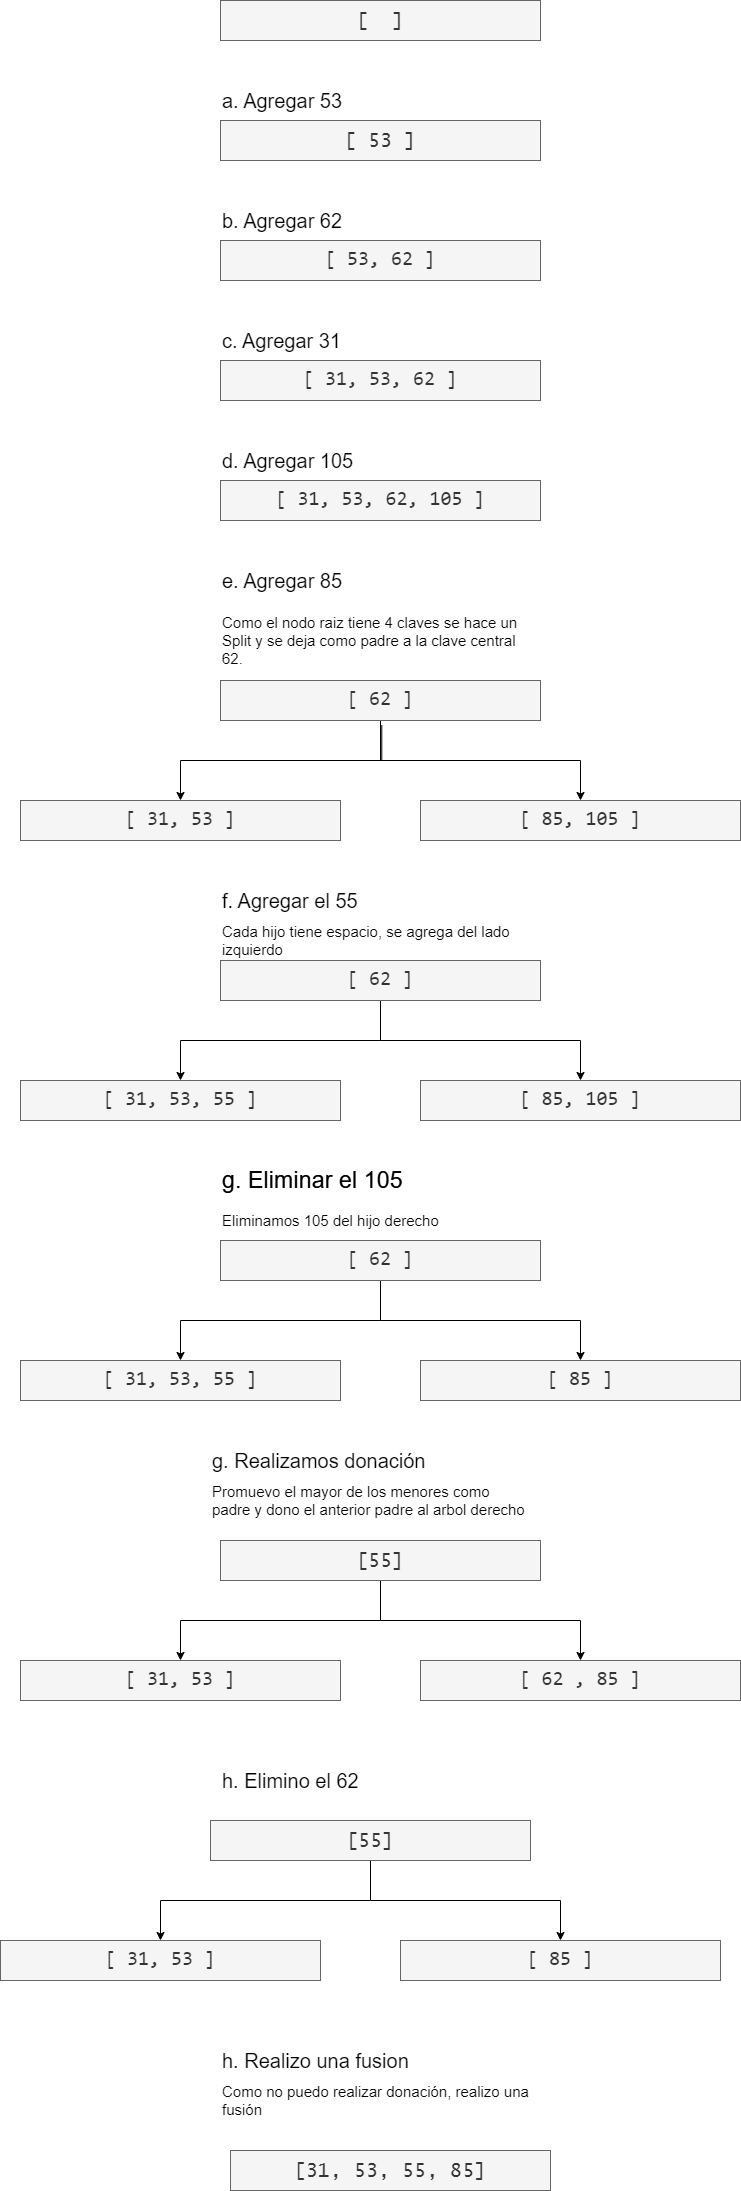 [  ]
a. Agregar 53
[ 53 ]
b. Agregar 62
[ 53, 62 ]
c. Agregar 31
[ 31, 53, 62 ]
d. Agregar 105
[ 31, 53, 62, 105 ]
e. Agregar 85
Como el nodo raiz tiene 4 claves se hace un
Split y se deja como padre a la clave central
62.
[ 62 ]
[ 31, 53 ]
[ 85, 105 ]
f. Agregar el 55
Cada hijo tiene espacio, se agrega del lado
izquierdo
[ 62 ]
[ 31, 53, 55 ]
[ 85, 105 ]
g. Eliminar el 105
Eliminamos 105 del hijo derecho
[ 62 ]
[ 31, 53, 55 ]
[ 85 ]
g. Realizamos donación
Promuevo el mayor de los menores como
padre y dono el anterior padre al arbol derecho
[55]
[ 31, 53 ]
[ 62 , 85 ]
h. Elimino el 62
[55]
[ 31, 53 ]
[ 85 ]
h. Realizo una fusion
Como no puedo realizar donación, realizo una
fusión
[31, 53, 55, 85]